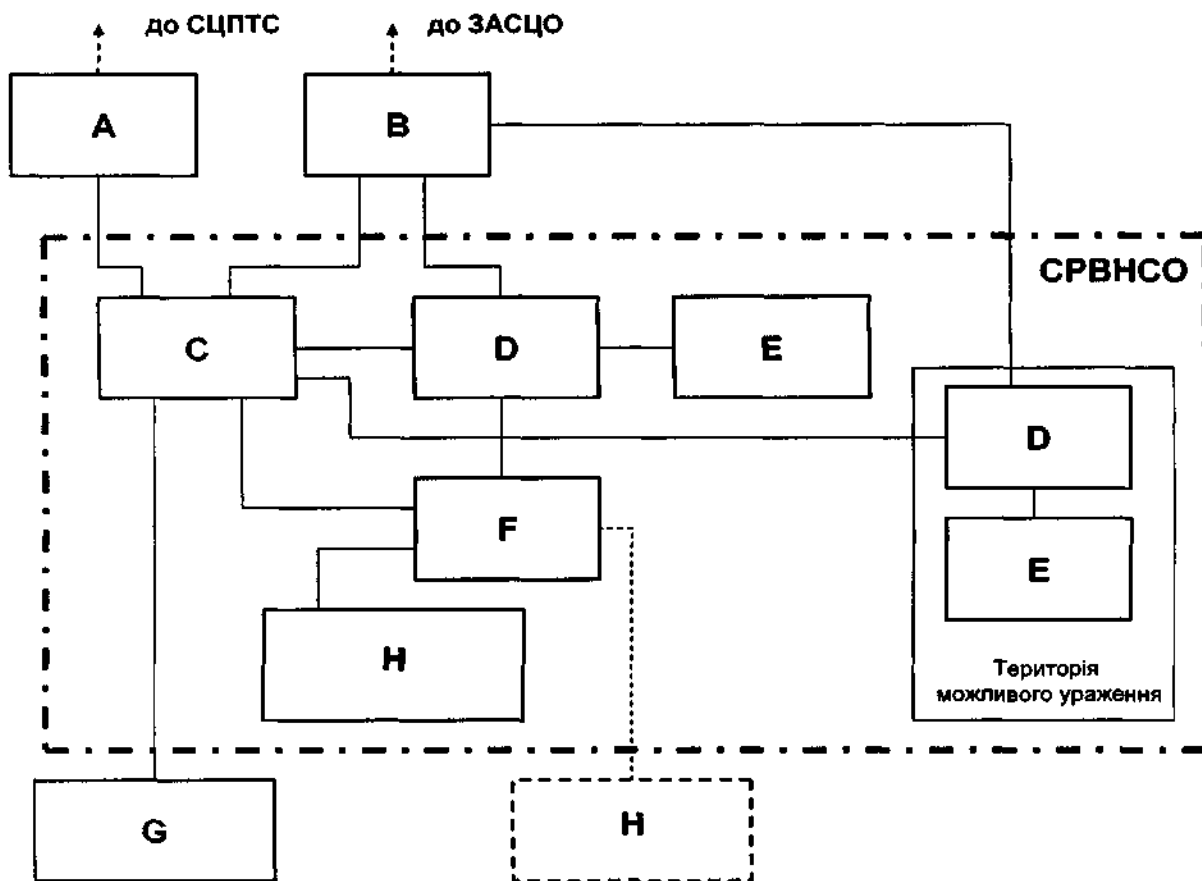 до СЦПТС
до ЗАСЦО
A
B
СРВНСО
C
D
E
D
F
E
H
Територія
можливого ураження
G
H